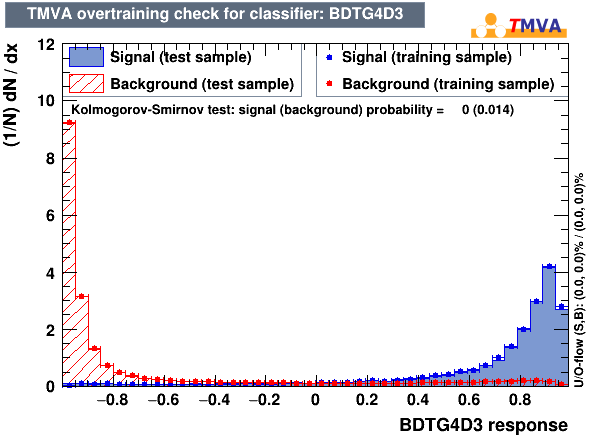 TMVA overtraining check for classifier: BDTG4D3
TMVA
(1/N) dN / dx
12
10
8
6
4
2
0
Signal (test sample)
Background (test sample)
Signal (training sample)
Background (training sample)
Kolmogorov-Smirnov test: signal (background) probability = 0 (0.014)
−0.8 −0.6 −0.4 −0.2 0 0.2 0.4 0.6 0.8
BDTG4D3 response
U/O-flow (S,B): (0.0, 0.0)% / (0.0, 0.0)%